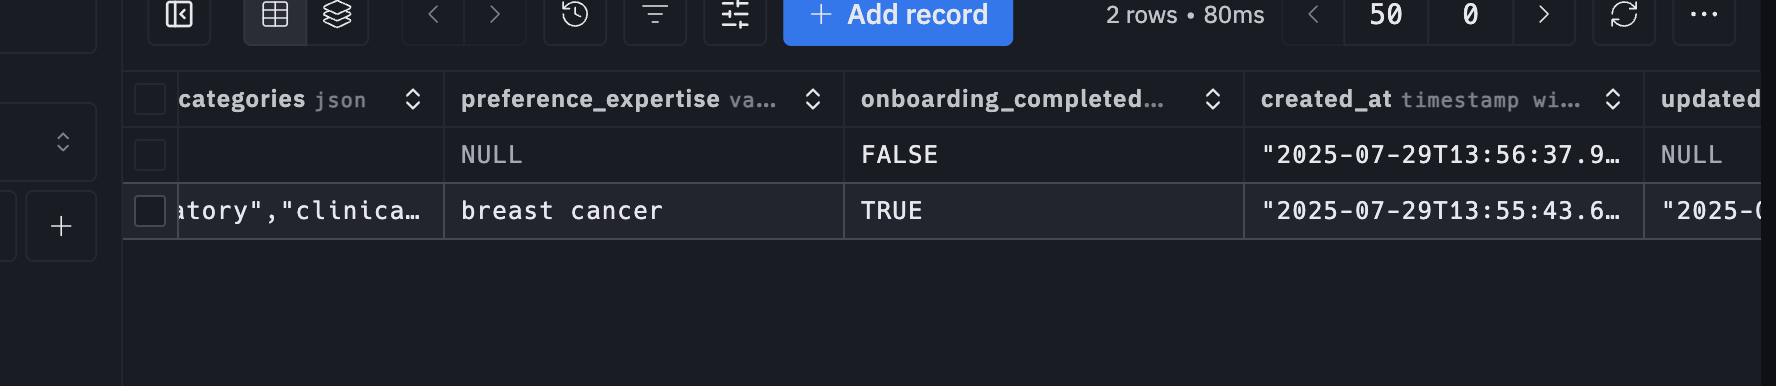 + Add record 2 rows • 80ms 50 0
categories json preference_expertise va... onboarding_completed... created_at timestamp wi... updated
NULL FALSE "2025-07-29T13:56:37.9... NULL
atory","clinica... breast cancer TRUE "2025-07-29T13:55:43.6... "2025-0